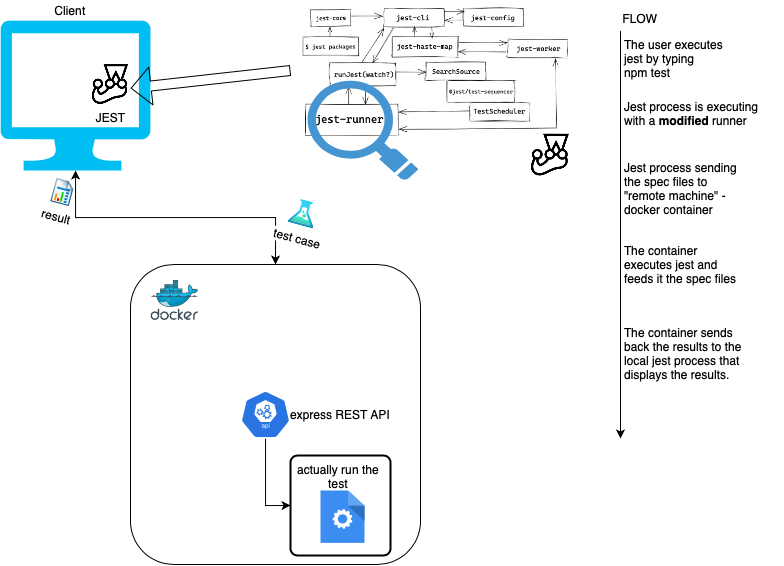 Client
JEST
result
test case
jest-core
jest-cli
jest-config
$ jest packages
jest-haste-map
jest-worker
runJest(watch?)
SearchSource
@jest/test-sequencer
jest-runner
TestScheduler
docker
api
express REST API
actually run the
test
FLOW
The user executes
jest by typing
npm test
Jest process is executing
with a modified runner
Jest process sending
the spec files to
"remote machine" -
docker container
The container
executes jest and
feeds it the spec files
The container sends
back the results to the
local jest process that
displays the results.